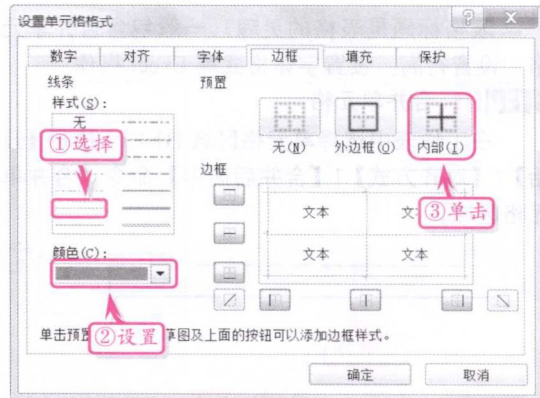 设置单元格格式
数字 对齐 字体 边框 填充 保护
线条
样式(S):
无
①选择
颜色(C):
②设置
预置
无(N) 外边框(O) 内部(I)
③单击
边框
文本 文
文本 文本
单击预 草图及上面的按钮可以添加边框样式。
确定 取消